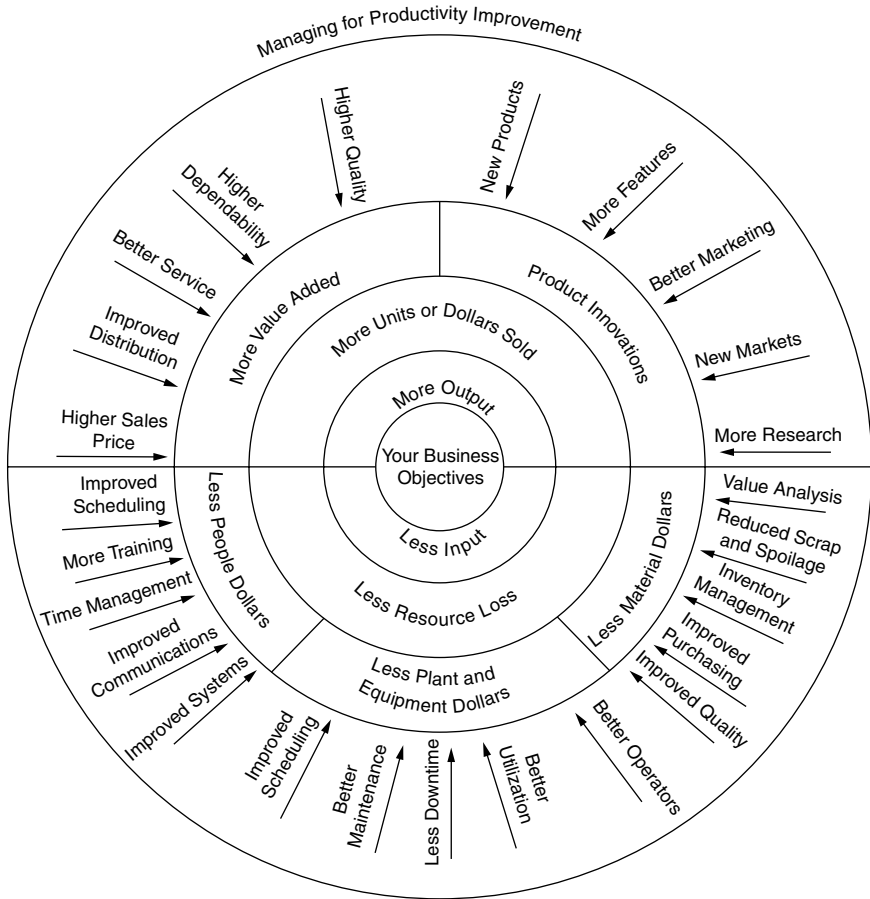 Managing for Productivity Improvement
Higher Quality
New Products
Higher
Dependability
More Features
Better Service
Better Marketing
Improved
Distribution
New Markets
Higher Sales
Price
More Research
More Value Added
Product Innovations
More Units or Dollars Sold
More Output
Your Business
Objectives
Less Input
Less Resource Loss
Less People Dollars
Less Plant and
Equipment Dollars
Less Material Dollars
Improved
Scheduling
More Training
Time Management
Improved
Communications
Improved Systems
Improved
Scheduling
Better
Maintenance
Less Downtime
Better
Utilization
Better Operators
Improved Quality
Improved
Purchasing
Inventory
Management
Reduced Scrap
and Spoilage
Value Analysis